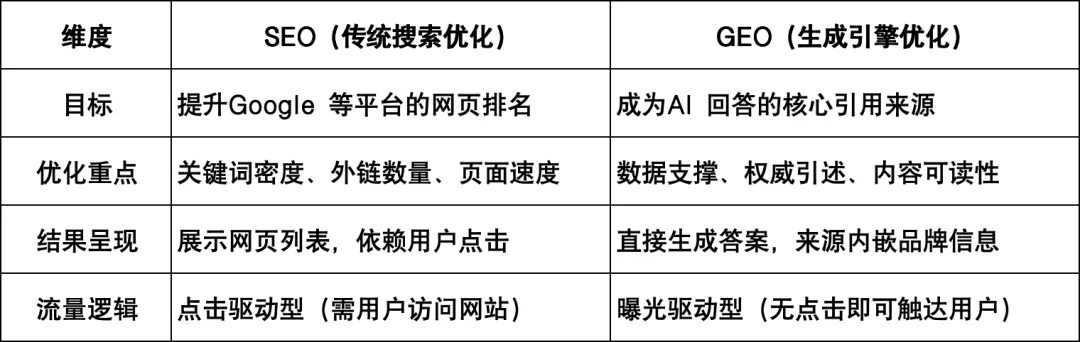 维度 SEO（传统搜索优化） GEO（生成引擎优化）
目标 提升Google 等平台的网页排名 成为AI 回答的核心引用来源
优化重点 关键词密度、外链数量、页面速度 数据支撑、权威引述、内容可读性
结果呈现 展示网页列表，依赖用户点击 直接生成答案，来源内嵌品牌信息
流量逻辑 点击驱动型（需用户访问网站） 曝光驱动型（无点击即可触达用户）